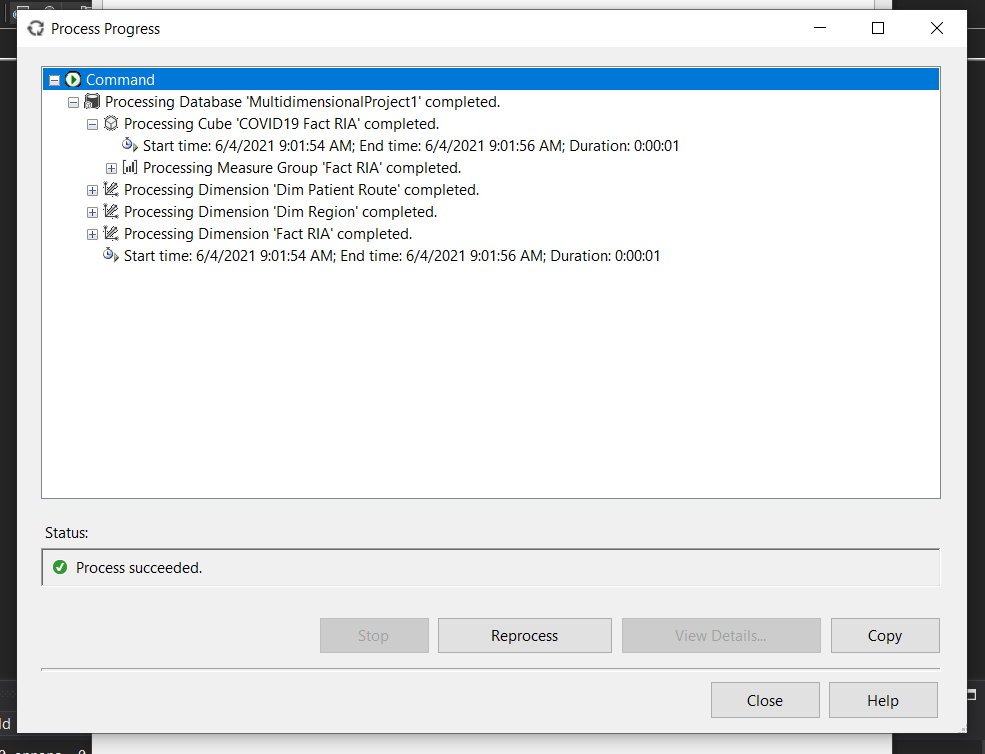 Process Progress
Command
Processing Database 'MultidimensionalProject1' completed.
Processing Cube 'COVID19 Fact RIA' completed.
Start time: 6/4/2021 9:01:54 AM; End time: 6/4/2021 9:01:56 AM; Duration: 0:00:01
Processing Measure Group 'Fact RIA' completed.
Processing Dimension 'Dim Patient Route' completed.
Processing Dimension 'Dim Region' completed.
Processing Dimension 'Fact RIA' completed.
Start time: 6/4/2021 9:01:54 AM; End time: 6/4/2021 9:01:56 AM; Duration: 0:00:01
Status:
Process succeeded.
Stop Reprocess View Details... Copy
Close Help